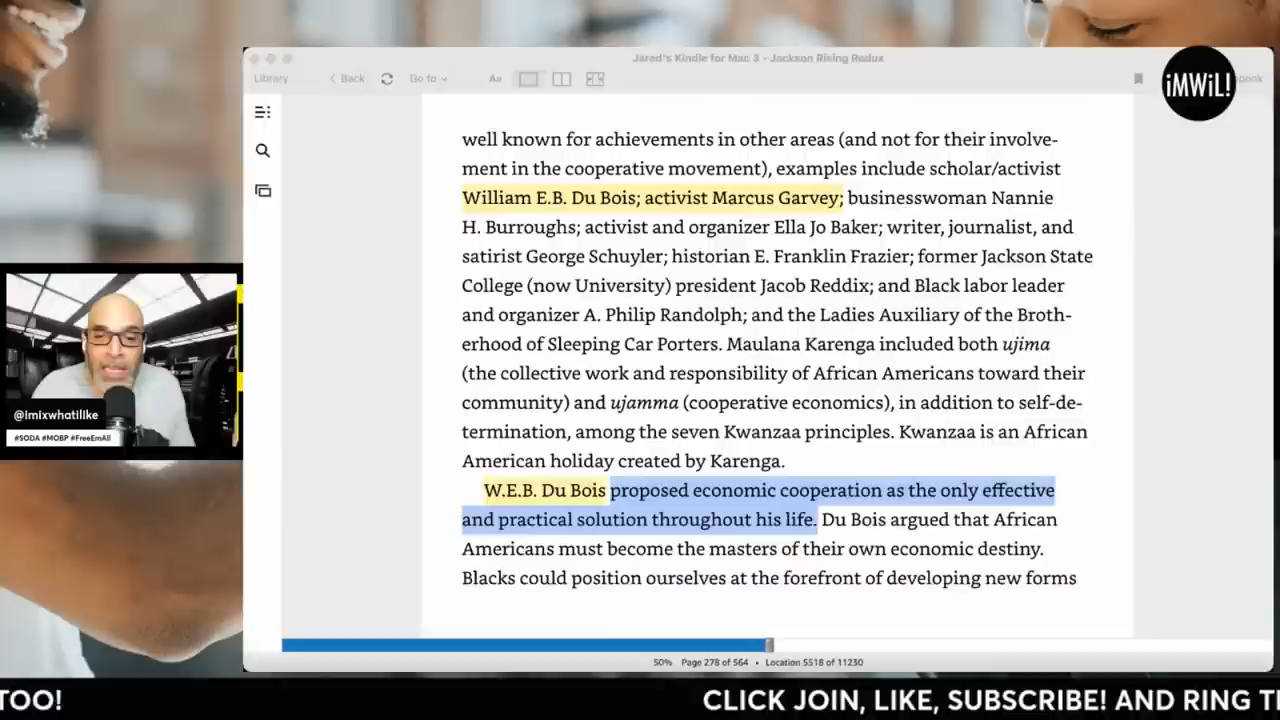 Jared's Kindle for Mac 3 - Jackson Rising Redux
Library
Back
Go to
Aa
iMWiL!
well known for achievements in other areas (and not for their involve-
ment in the cooperative movement), examples include scholar/activist
William E.B. Du Bois; activist Marcus Garvey; businesswoman Nannie
H. Burroughs; activist and organizer Ella Jo Baker; writer, journalist, and
satirist George Schuyler; historian E. Franklin Frazier; former Jackson State
College (now University) president Jacob Reddix; and Black labor leader
and organizer A. Philip Randolph; and the Ladies Auxiliary of the Broth-
erhood of Sleeping Car Porters. Maulana Karenga included both ujima
(the collective work and responsibility of African Americans toward their
community) and ujamma (cooperative economics), in addition to self-de-
termination, among the seven Kwanzaa principles. Kwanzaa is an African
American holiday created by Karenga.
W.E.B. Du Bois proposed economic cooperation as the only effective
and practical solution throughout his life. Du Bois argued that African
Americans must become the masters of their own economic destiny.
Blacks could position ourselves at the forefront of developing new forms
@imixwhatilike
#SODA #MOBP #FreeEmAll
50% Page 278 of 564 • Location 5518 of 11230
TOO! CLICK JOIN, LIKE, SUBSCRIBE! AND RING